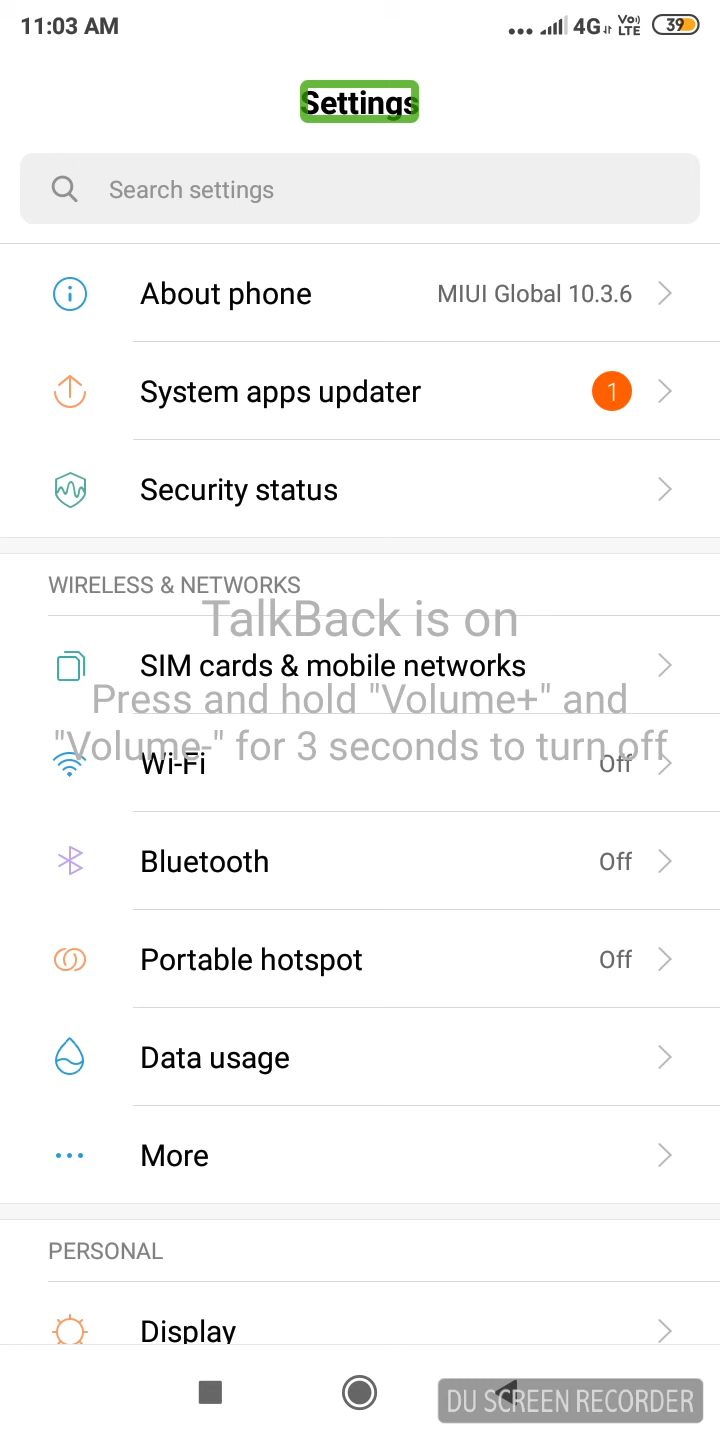 11:03 AM
4G
Vo))
LTE
39
Settings
Search settings
About phone
MIUI Global 10.3.6
System apps updater
1
Security status
WIRELESS & NETWORKS
TalkBack is on
SIM cards & mobile networks
Press and hold "Volume+" and
"Volume-" for 3 seconds to turn off
Wi-Fi
Off
Bluetooth
Off
Portable hotspot
Off
Data usage
More
PERSONAL
Display
DU SCREEN RECORDER